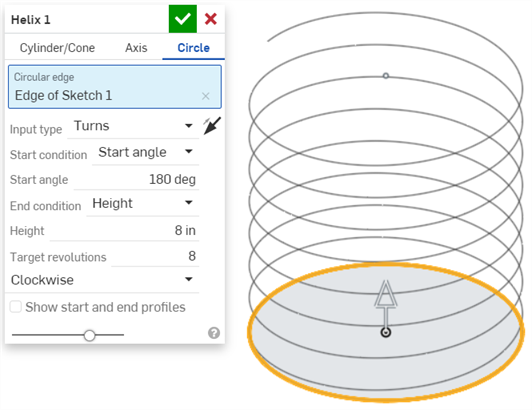 Helix 1
Cylinder/Cone Axis Circle
Circular edge
Edge of Sketch 1
Input type Turns
Start condition Start angle
Start angle 180 deg
End condition Height
Height 8 in
Target revolutions 8
Clockwise
Show start and end profiles